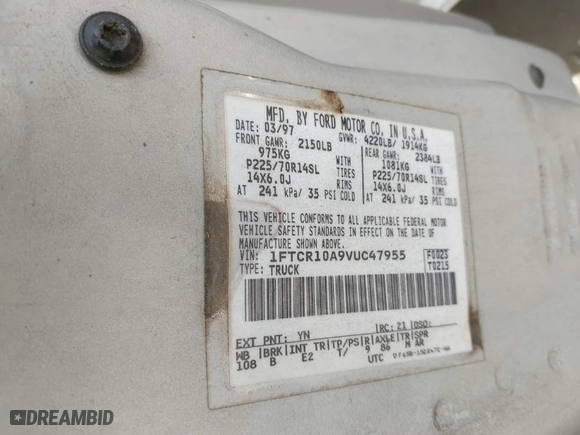 MFD. BY FORD MOTOR CO. IN U.S.A.
DATE: 03/97 GVWR: 4220LB/ 1914KG
FRONT GAWR: 2150LB REAR GAWR: 2384LB
975KG WITH 1081KG WITH
P225/70R14SL TIRES P225/70R14SL TIRES
14X6.0J RIMS 14X6.0J RIMS
AT 241 kPa/ 35 PSI COLD AT 241 kPa/ 35 PSI COLD
THIS VEHICLE CONFORMS TO ALL APPLICABLE FEDERAL MOTOR
VEHICLE SAFETY STANDARDS IN EFFECT ON THE DATE OF
MANUFACTURE SHOWN ABOVE.
VIN: 1FTCR10A9VUC47955 F0023
TYPE: TRUCK T0215
EXT PNT: YN RC: 21 DSO:
WB BRK INT TR TP/PS R AXLE TR SPR
108 B E2 T/ 9 86 M AR
UTC
DREAMBID